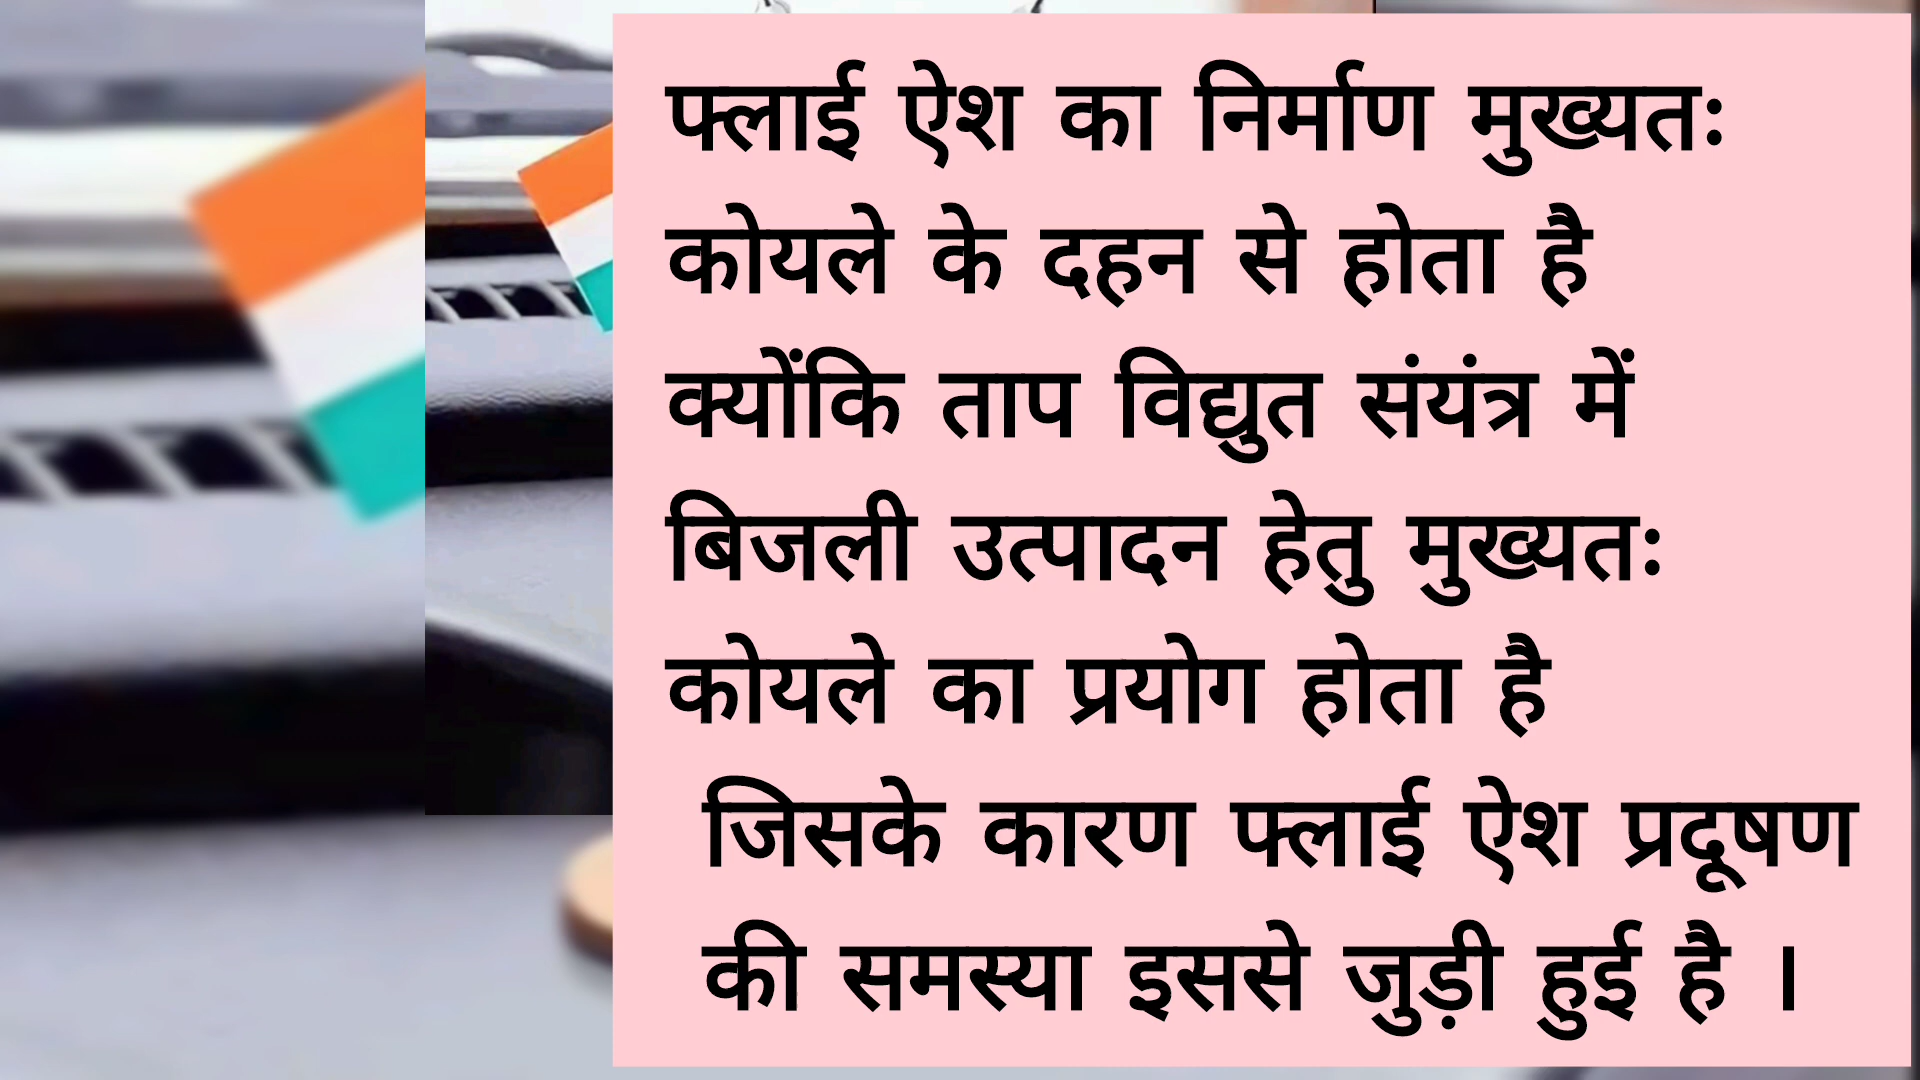 फ्लाई ऐश का निर्माण मुख्यतः
कोयले के दहन से होता है
क्योंकि ताप विद्युत संयंत्र में
बिजली उत्पादन हेतु मुख्यतः
कोयले का प्रयोग होता है
जिसके कारण फ्लाई ऐश प्रदूषण
की समस्या इससे जुड़ी हुई है ।